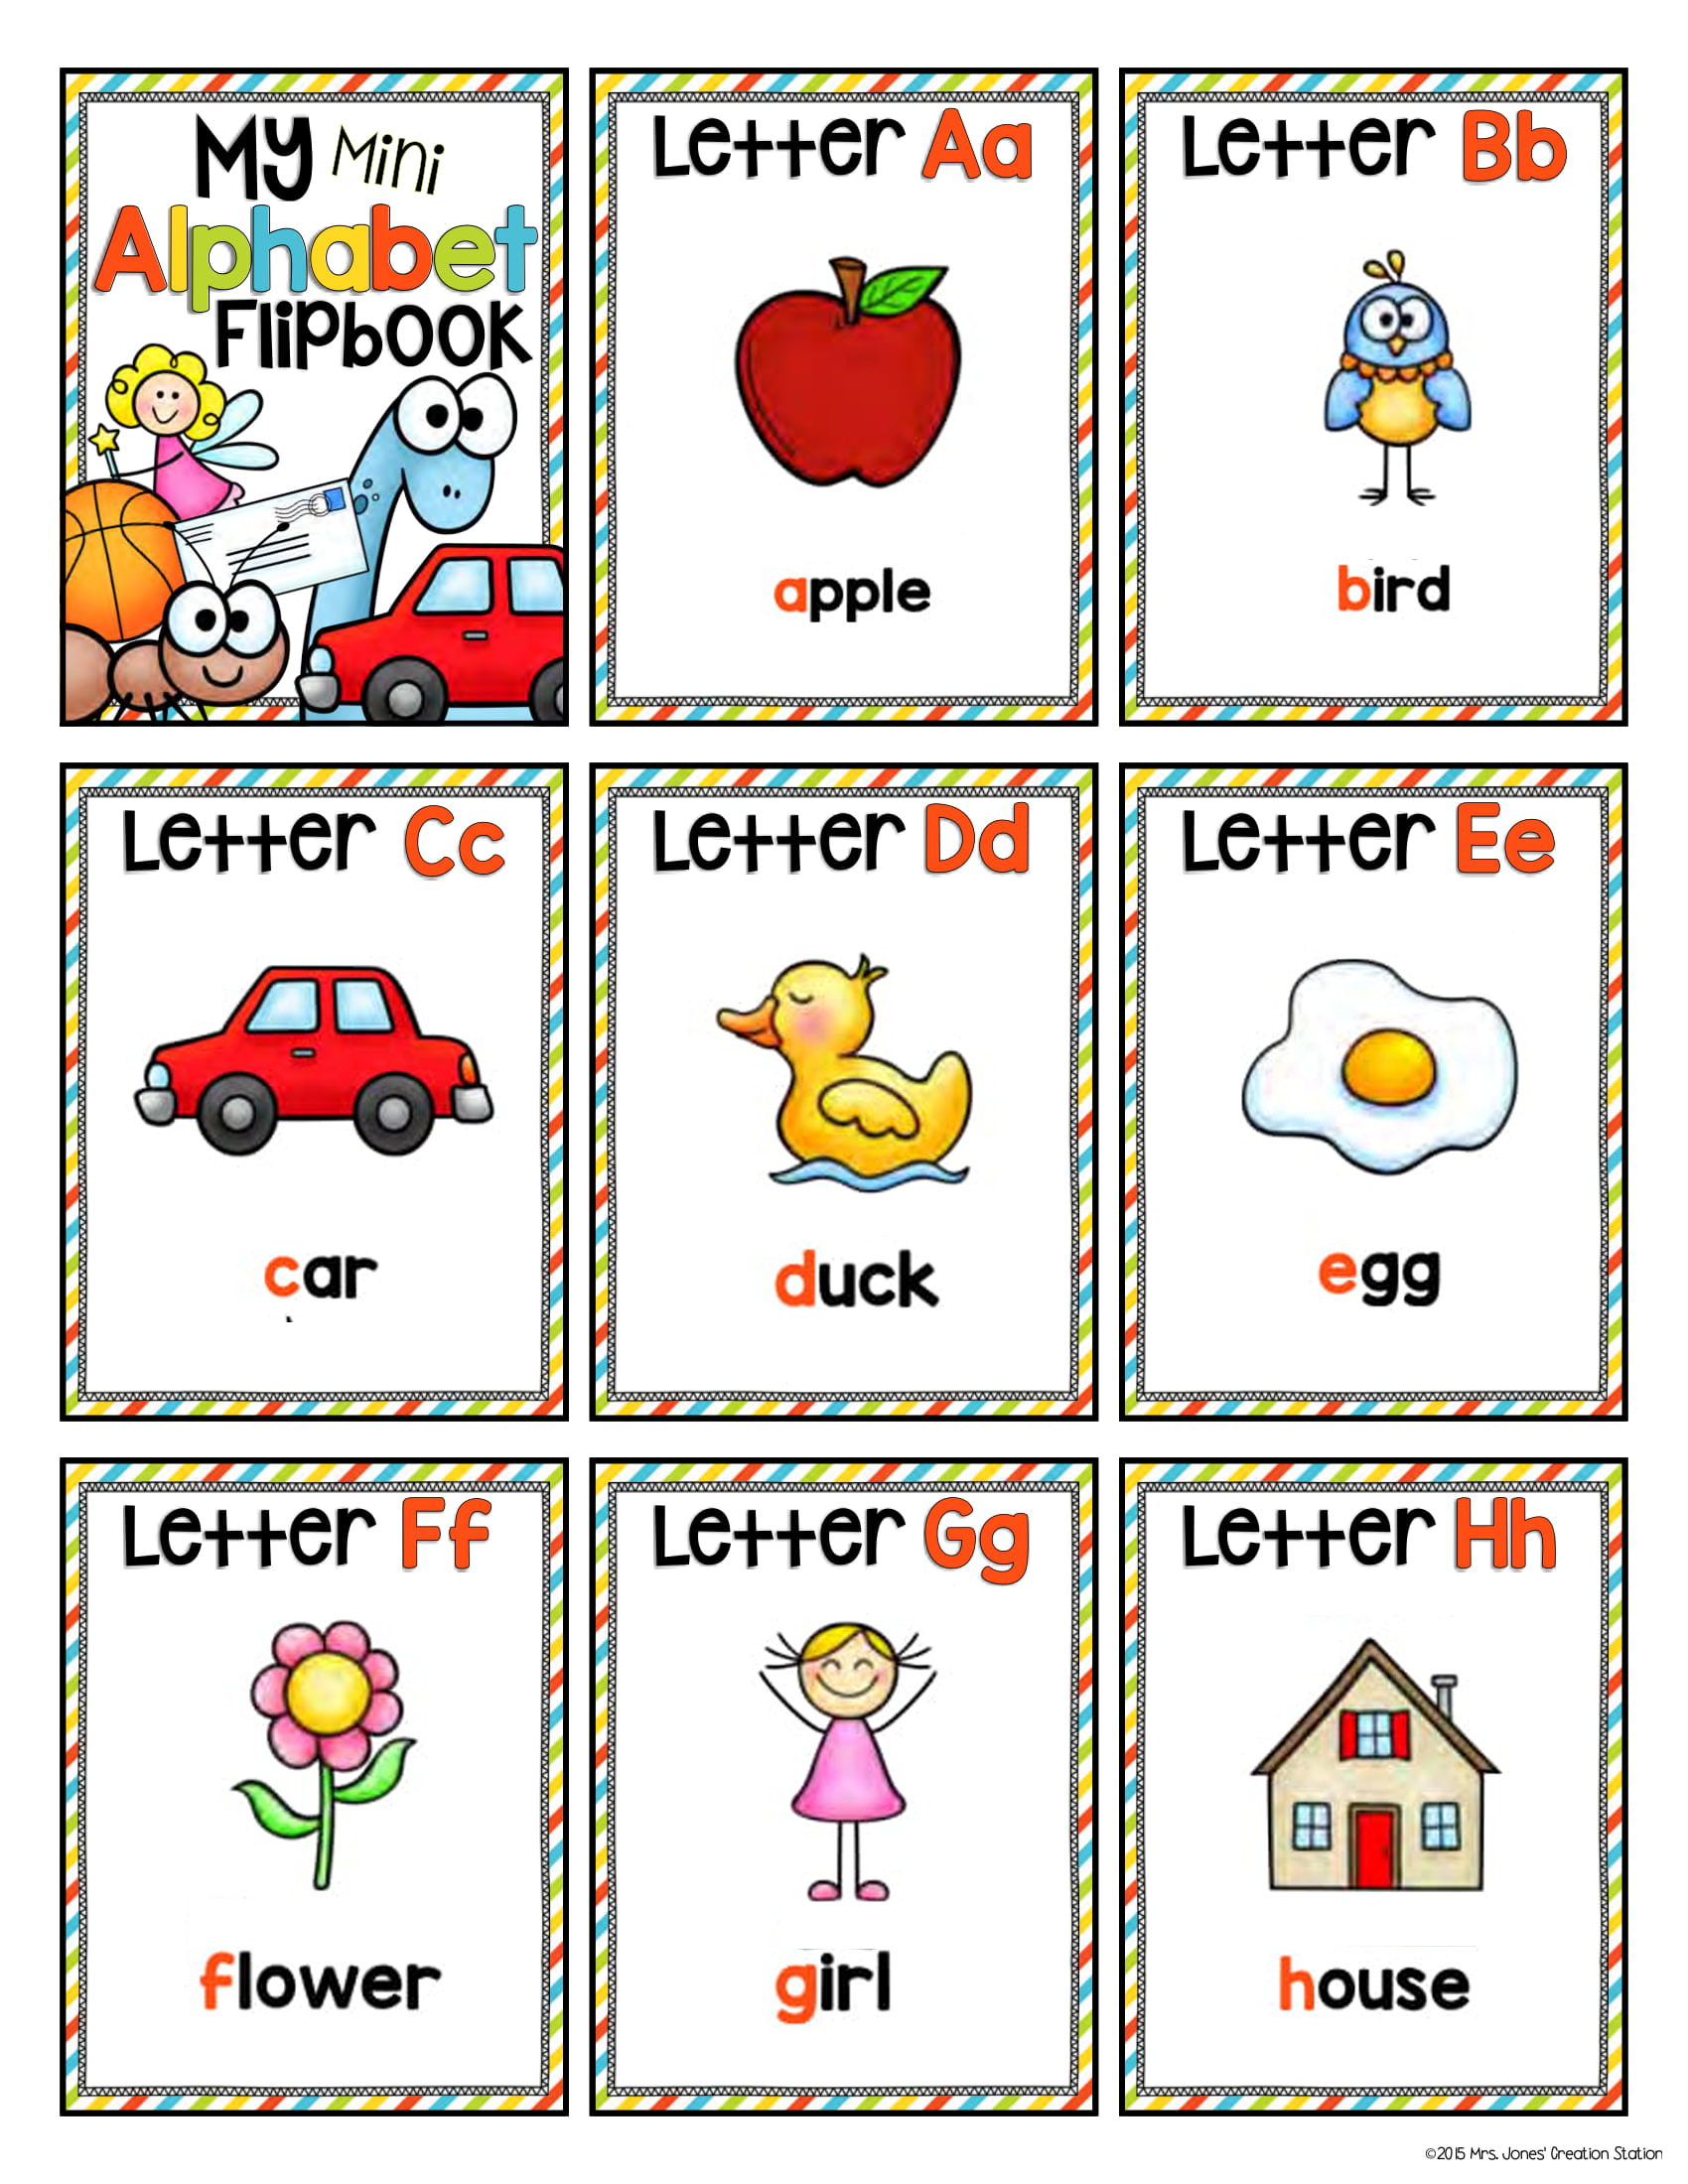 My Mini
Alphabet
Flipbook
Letter Aa
apple
Letter Bb
bird
Letter Cc
car
Letter Dd
duck
Letter Ee
egg
Letter Ff
flower
Letter Gg
girl
Letter Hh
house
©2015 Mrs. Jones' Creation Station